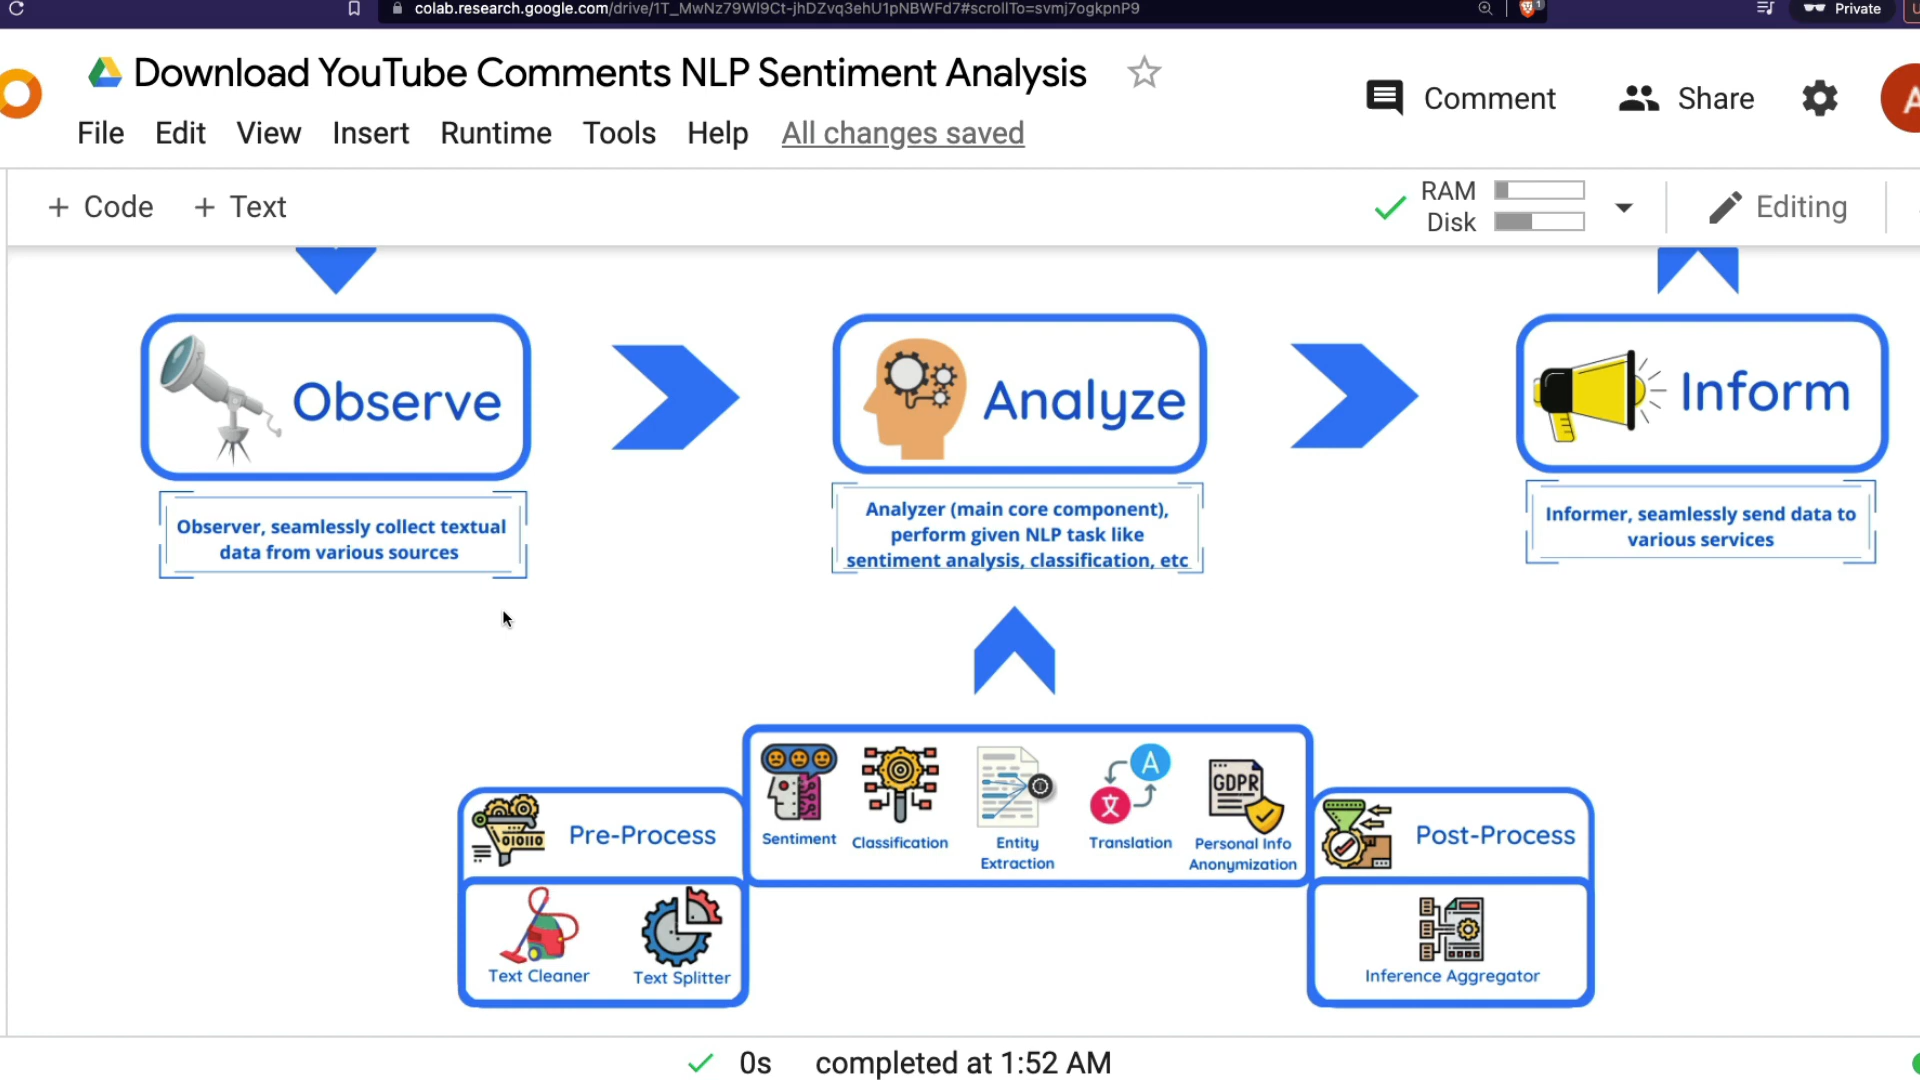 colab.research.google.com/drive/1T_MwNz79WI9Ct-jhDZvq3ehU1pNBWFd7#scrollTo=svmj7ogkpnP9
1
Private
Download YouTube Comments NLP Sentiment Analysis
Comment
Share
A
File Edit View Insert Runtime Tools Help All changes saved
+ Code + Text
RAM
Disk
Editing
Observe
Analyze
Inform
Observer, seamlessly collect textual
data from various sources
Analyzer (main core component),
perform given NLP task like
sentiment analysis, classification, etc
Informer, seamlessly send data to
various services
Pre-Process
01010
Text Cleaner
Text Splitter
Sentiment
Classification
Entity
Extraction
A
文
Translation
GDPR
Personal Info
Anonymization
Post-Process
Inference Aggregator
0s completed at 1:52 AM